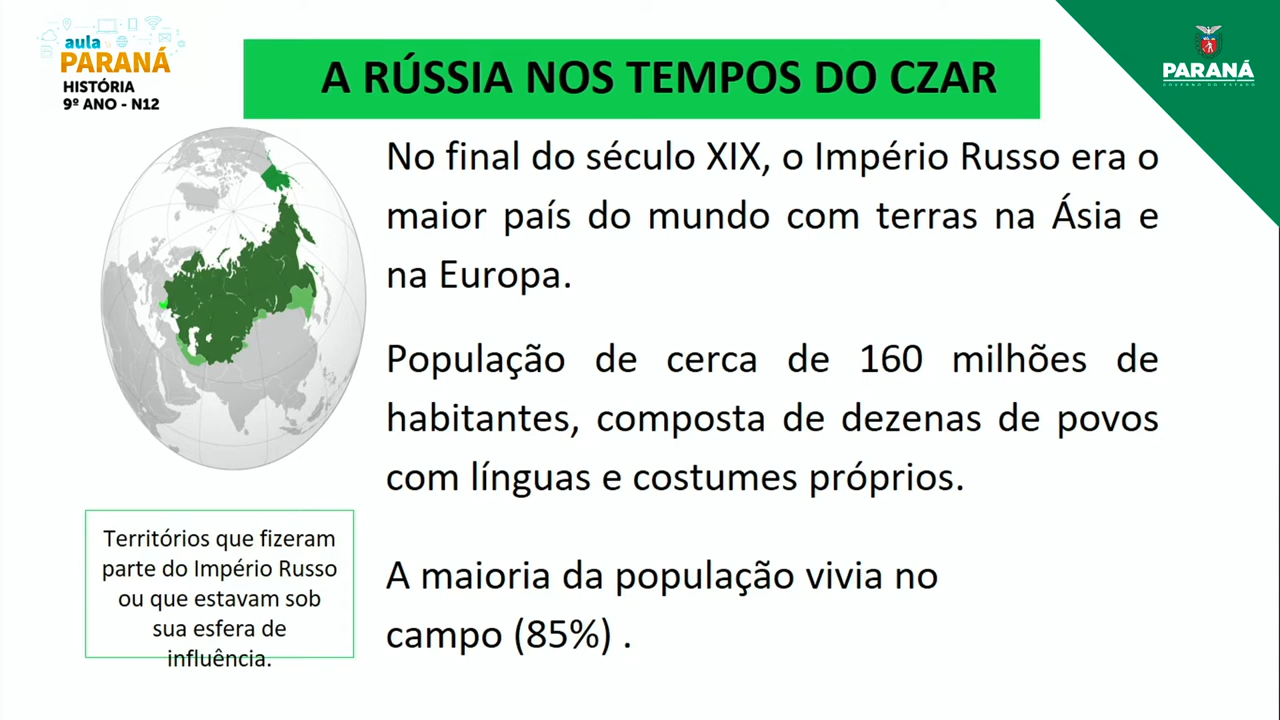 aula
PARANÁ
HISTÓRIA
9º ANO - N12
A RÚSSIA NOS TEMPOS DO CZAR
PARANÁ
GOVERNO DO ESTADO
No final do século XIX, o Império Russo era o
maior país do mundo com terras na Ásia e
na Europa.
População de cerca de 160 milhões de
habitantes, composta de dezenas de povos
com línguas e costumes próprios.
A maioria da população vivia no
campo (85%) .
Territórios que fizeram
parte do Império Russo
ou que estavam sob
sua esfera de
influência.